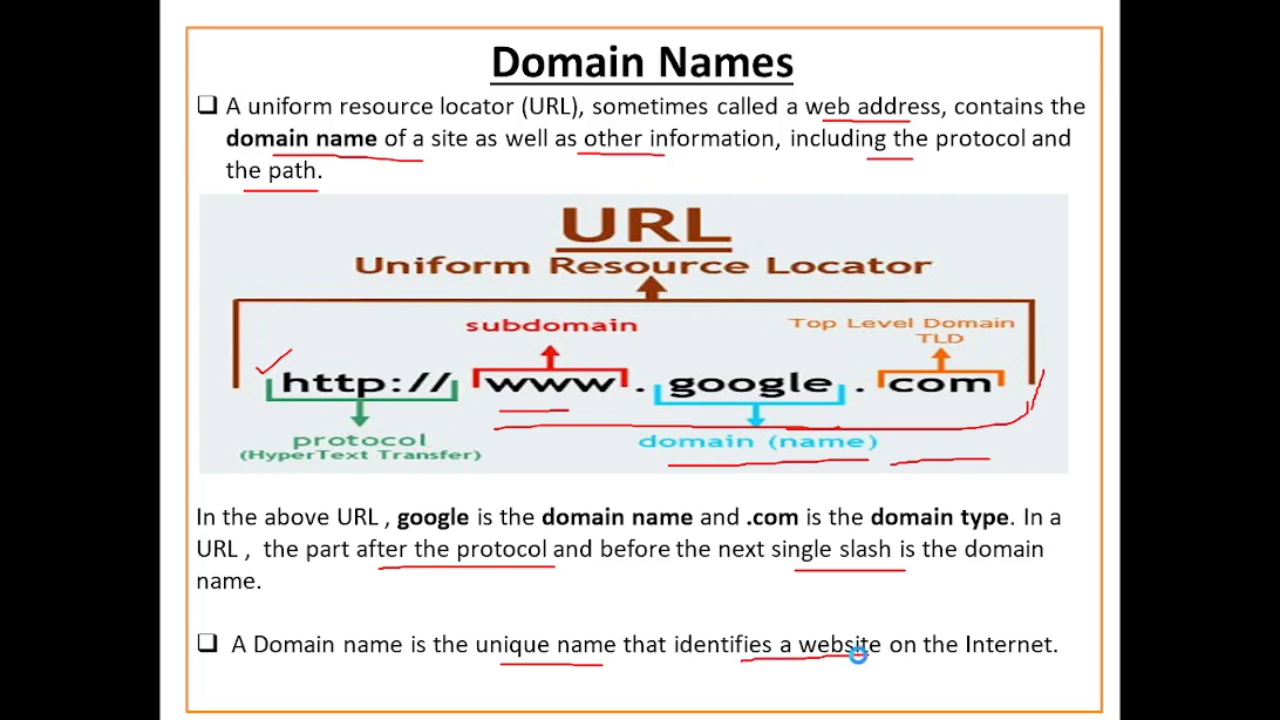 Domain Names
A uniform resource locator (URL), sometimes called a web address, contains the
domain name of a site as well as other information, including the protocol and
the path.
URL
Uniform Resource Locator
subdomain
Top Level Domain
TLD
http:// www . google . com
protocol
(HyperText Transfer)
domain (name)
In the above URL , google is the domain name and .com is the domain type. In a
URL , the part after the protocol and before the next single slash is the domain
name.
A Domain name is the unique name that identifies a website on the Internet.